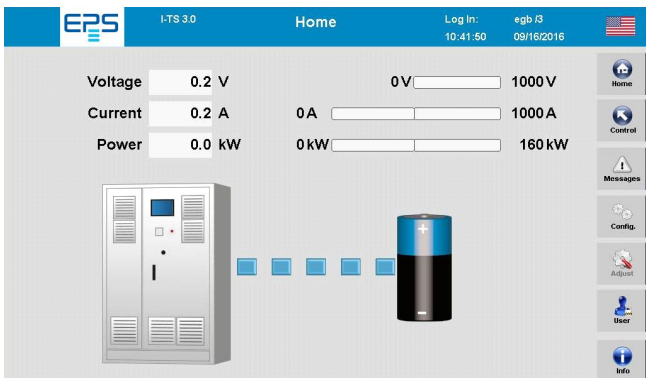 EPS
I-TS 3.0
Home
Log In: egb /3
10:41:50 09/16/2016
Voltage 0.2 V 0 V 1000 V
Current 0.2 A 0 A 1000 A
Power 0.0 kW 0 kW 160 kW
Home
Control
Messages
Config.
Adjust
User
Info